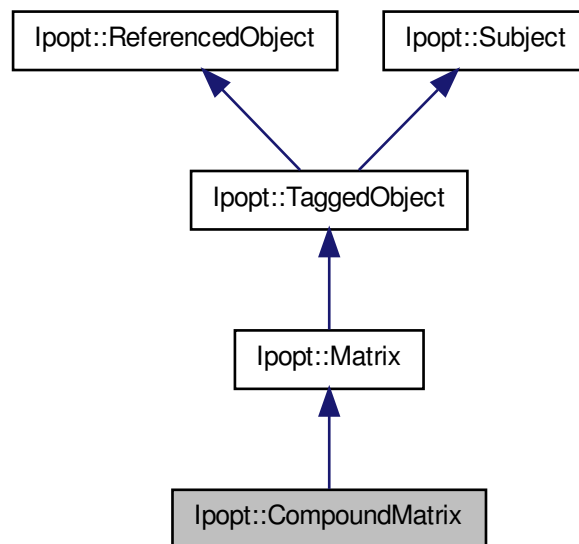 Ipopt::ReferencedObject
Ipopt::Subject
Ipopt::TaggedObject
Ipopt::Matrix
Ipopt::CompoundMatrix